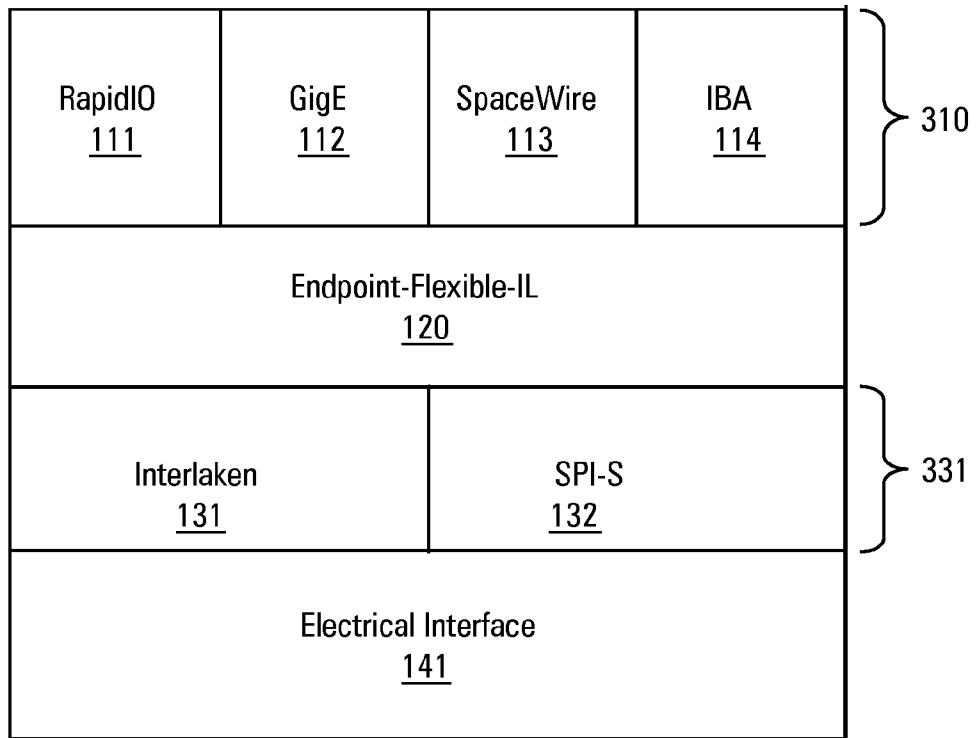 RapidIO
111
GigE
112
SpaceWire
113
IBA
114
310
Endpoint-Flexible-IL
120
Interlaken
131
SPI-S
132
331
Electrical Interface
141